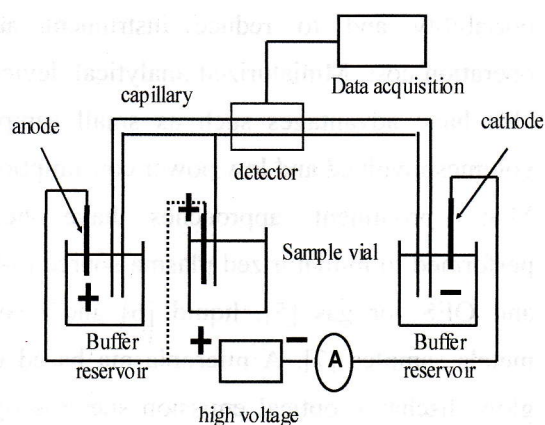 Data acquisition
capillary
anode
cathode
detector
+
Sample vial
+
−
Buffer
reservoir
+
−
A
Buffer
reservoir
high voltage